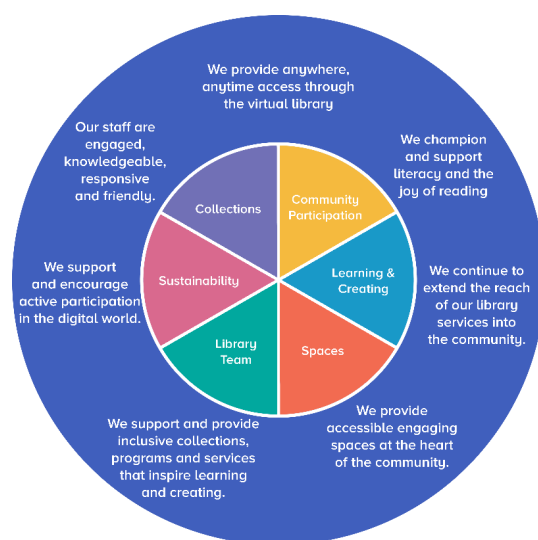 We provide anywhere,
anytime access through
the virtual library
Our staff are
engaged,
knowledgeable,
responsive
and friendly.
We champion
and support
literacy and the
joy of reading
Collections
Community
Participation
We support
and encourage
active participation
in the digital world.
Sustainability
Learning &
Creating
We continue to
extend the reach
of our library
services into
the community.
Library
Team
Spaces
We support and provide
inclusive collections,
programs and services
that inspire learning
and creating.
We provide
accessible engaging
spaces at the heart
of the community.